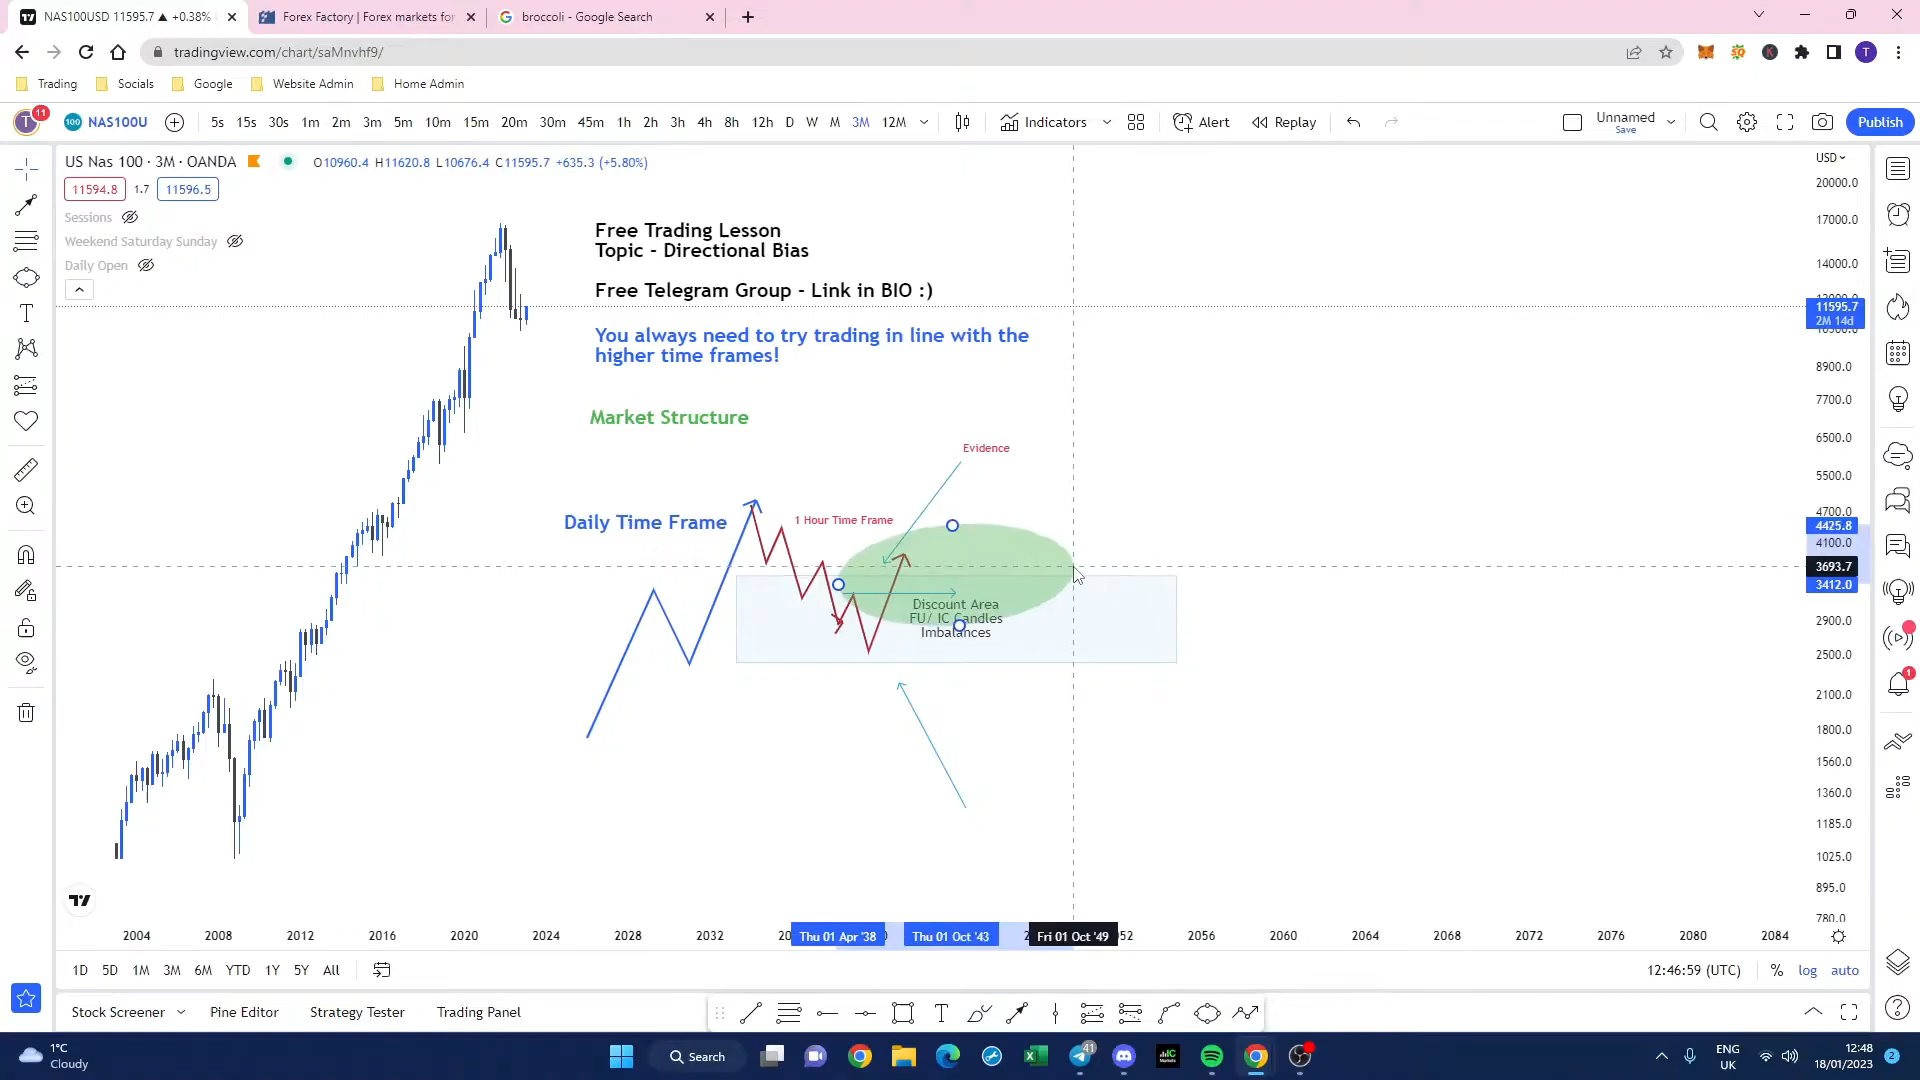 NAS100USD 11595.7 ▲ +0.38%
Forex Factory | Forex markets for
broccoli - Google Search
tradingview.com/chart/saMnvhf9/
T
Trading
Socials
Google
Website Admin
Home Admin
T
11
100
NAS100U
5s 15s 30s 1m 2m 3m 5m 10m 15m 20m 30m 45m 1h 2h 3h 4h 8h 12h D W M 3M 12M
Indicators
Alert
Replay
Unnamed
Save
Publish
US Nas 100 · 3M · OANDA
O10960.4 H11620.8 L10676.4 C11595.7 +635.3 (+5.80%)
USD
11594.8
1.7
11596.5
Sessions
Weekend Saturday Sunday
Daily Open
Free Trading Lesson
Topic - Directional Bias
Free Telegram Group - Link in BIO :)
You always need to try trading in line with the
higher time frames!
Market Structure
Evidence
Daily Time Frame
1 Hour Time Frame
Discount Area
FU/ IC Candles
Imbalances
20000.0
17000.0
14000.0
11595.7
2M 14d
8900.0
7700.0
6500.0
5500.0
4700.0
4425.8
4100.0
3693.7
3412.0
2900.0
2500.0
2100.0
1800.0
1560.0
1360.0
1185.0
1025.0
895.0
780.0
1
2004 2008 2012 2016 2020 2024 2028 2032 Thu 01 Apr '38 Thu 01 Oct '43 Fri 01 Oct '49 2056 2060 2064 2068 2072 2076 2080 2084
1D 5D 1M 3M 6M YTD 1Y 5Y All
12:46:59 (UTC)
%
log
auto
Stock Screener
Pine Editor
Strategy Tester
Trading Panel
1°C
Cloudy
Search
41
ENG
UK
12:48
18/01/2023
2